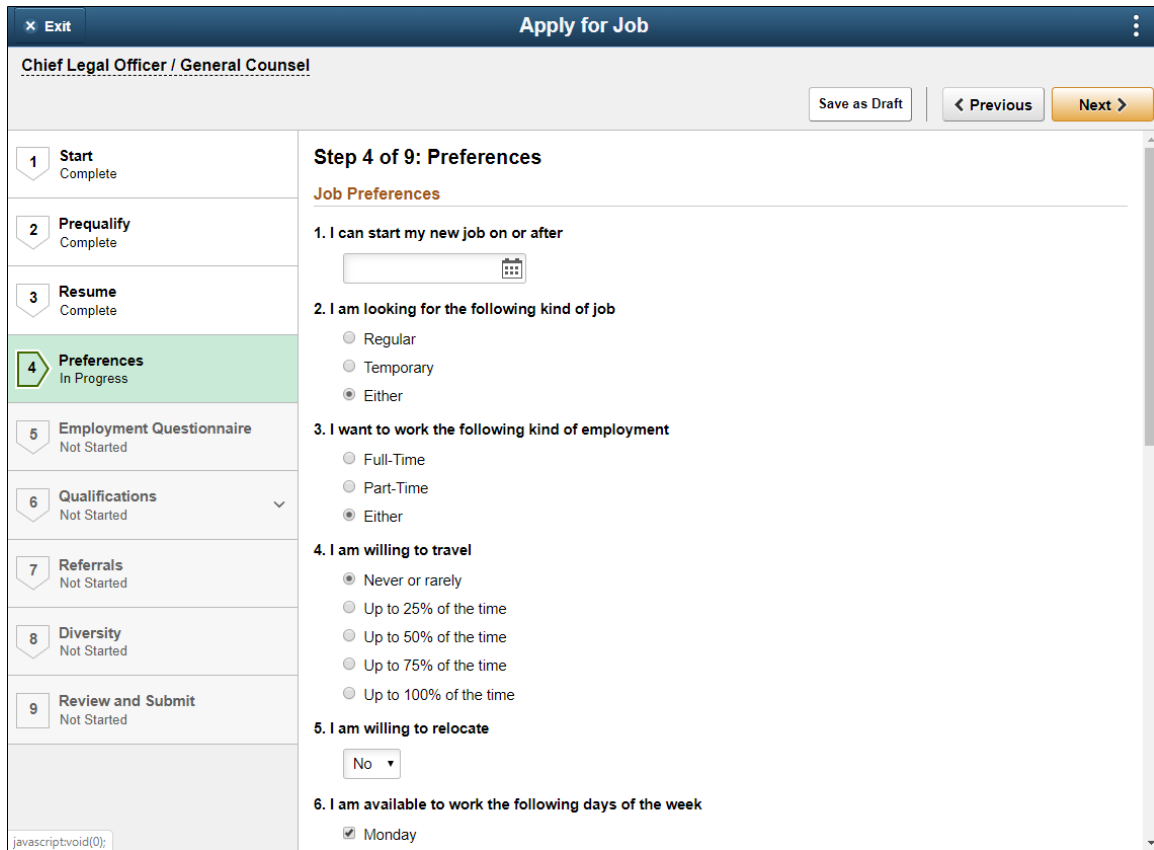 × Exit
Apply for Job
Chief Legal Officer / General Counsel
Save as Draft
Previous
Next
1
Start
Complete
2
Prequalify
Complete
3
Resume
Complete
4
Preferences
In Progress
5
Employment Questionnaire
Not Started
6
Qualifications
Not Started
7
Referrals
Not Started
8
Diversity
Not Started
9
Review and Submit
Not Started
javascript:void(0);
Step 4 of 9: Preferences
Job Preferences
1. I can start my new job on or after
2. I am looking for the following kind of job
Regular
Temporary
Either
3. I want to work the following kind of employment
Full-Time
Part-Time
Either
4. I am willing to travel
Never or rarely
Up to 25% of the time
Up to 50% of the time
Up to 75% of the time
Up to 100% of the time
5. I am willing to relocate
No
6. I am available to work the following days of the week
Monday